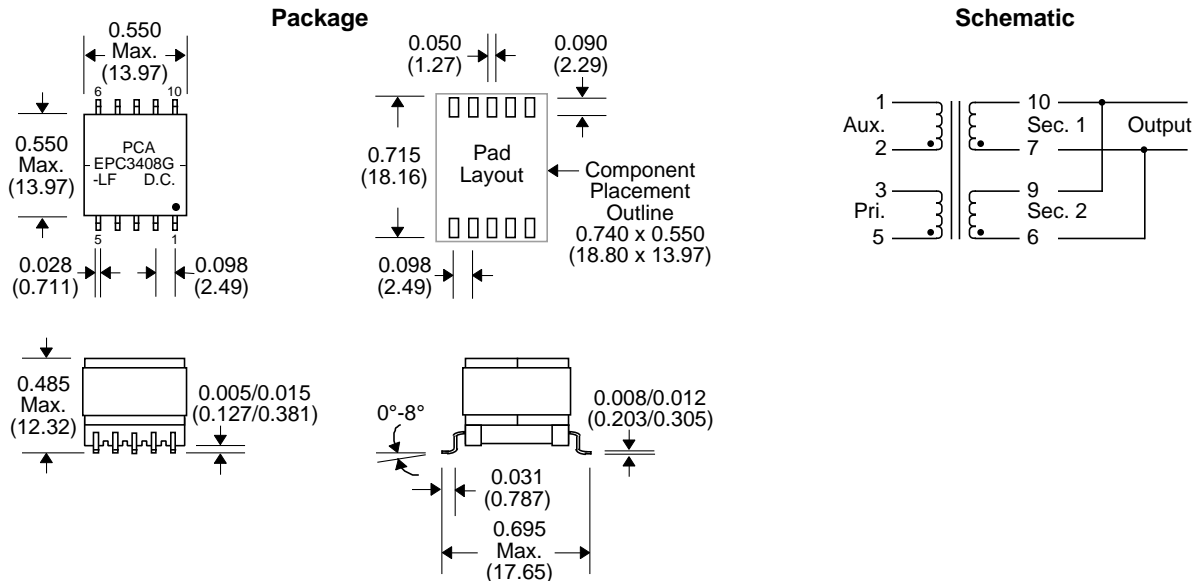 Package
Schematic
0.550
Max.
(13.97)
6
10
0.550
Max.
(13.97)
PCA
EPC3408G
-LF D.C.
5
1
0.028
(0.711)
0.098
(2.49)
0.050
(1.27)
0.090
(2.29)
0.715
(18.16)
Pad
Layout
Component
Placement
Outline
0.740 x 0.550
(18.80 x 13.97)
0.098
(2.49)
1
Aux.
2
3
Pri.
5
10
Sec. 1
7
9
Sec. 2
6
Output
0.485
Max.
(12.32)
0.005/0.015
(0.127/0.381)
0°-8°
0.008/0.012
(0.203/0.305)
0.031
(0.787)
0.695
Max.
(17.65)